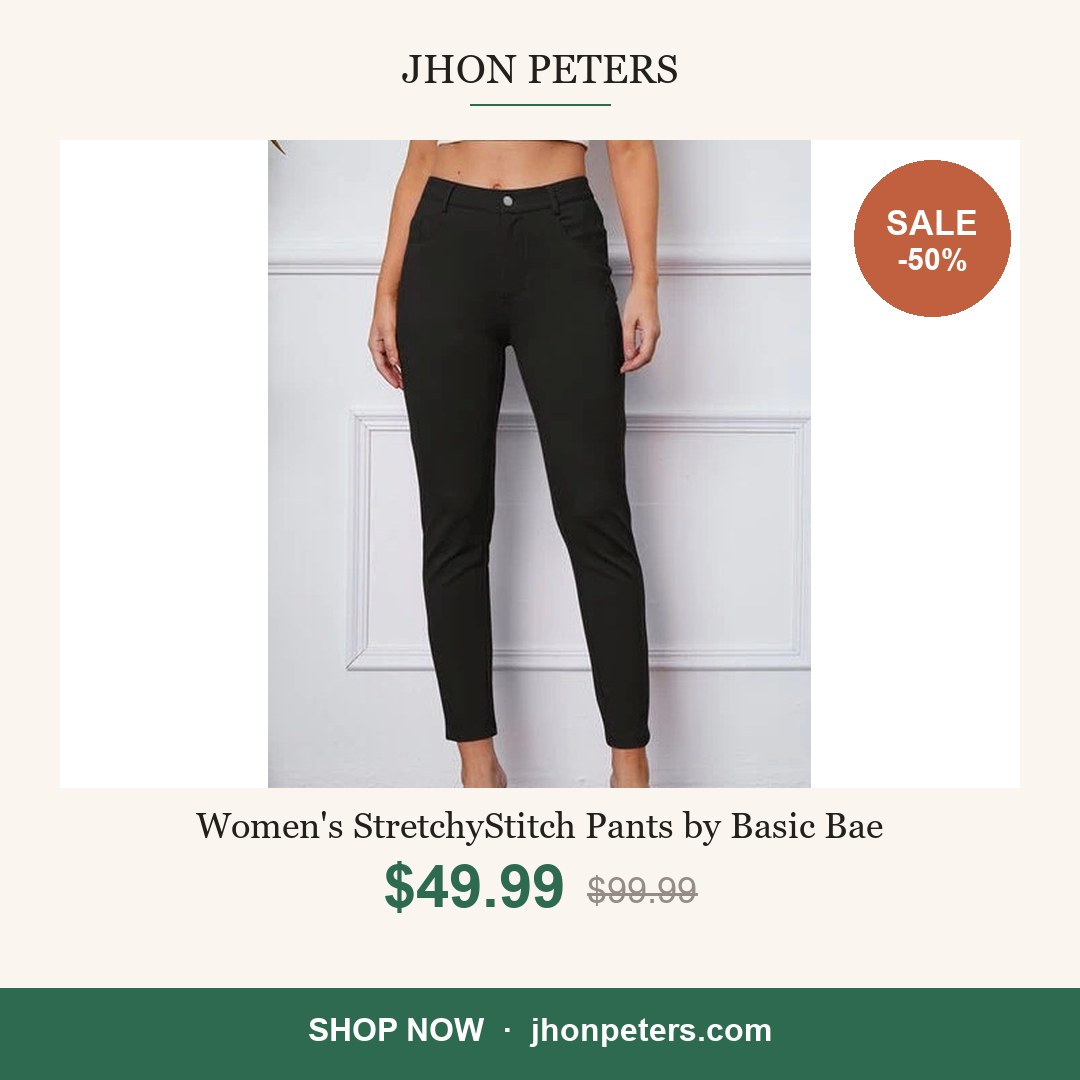 JHON PETERS
SALE
-50%
Women's StretchyStitch Pants by Basic Bae
$49.99 $99.99
SHOP NOW · jhonpeters.com